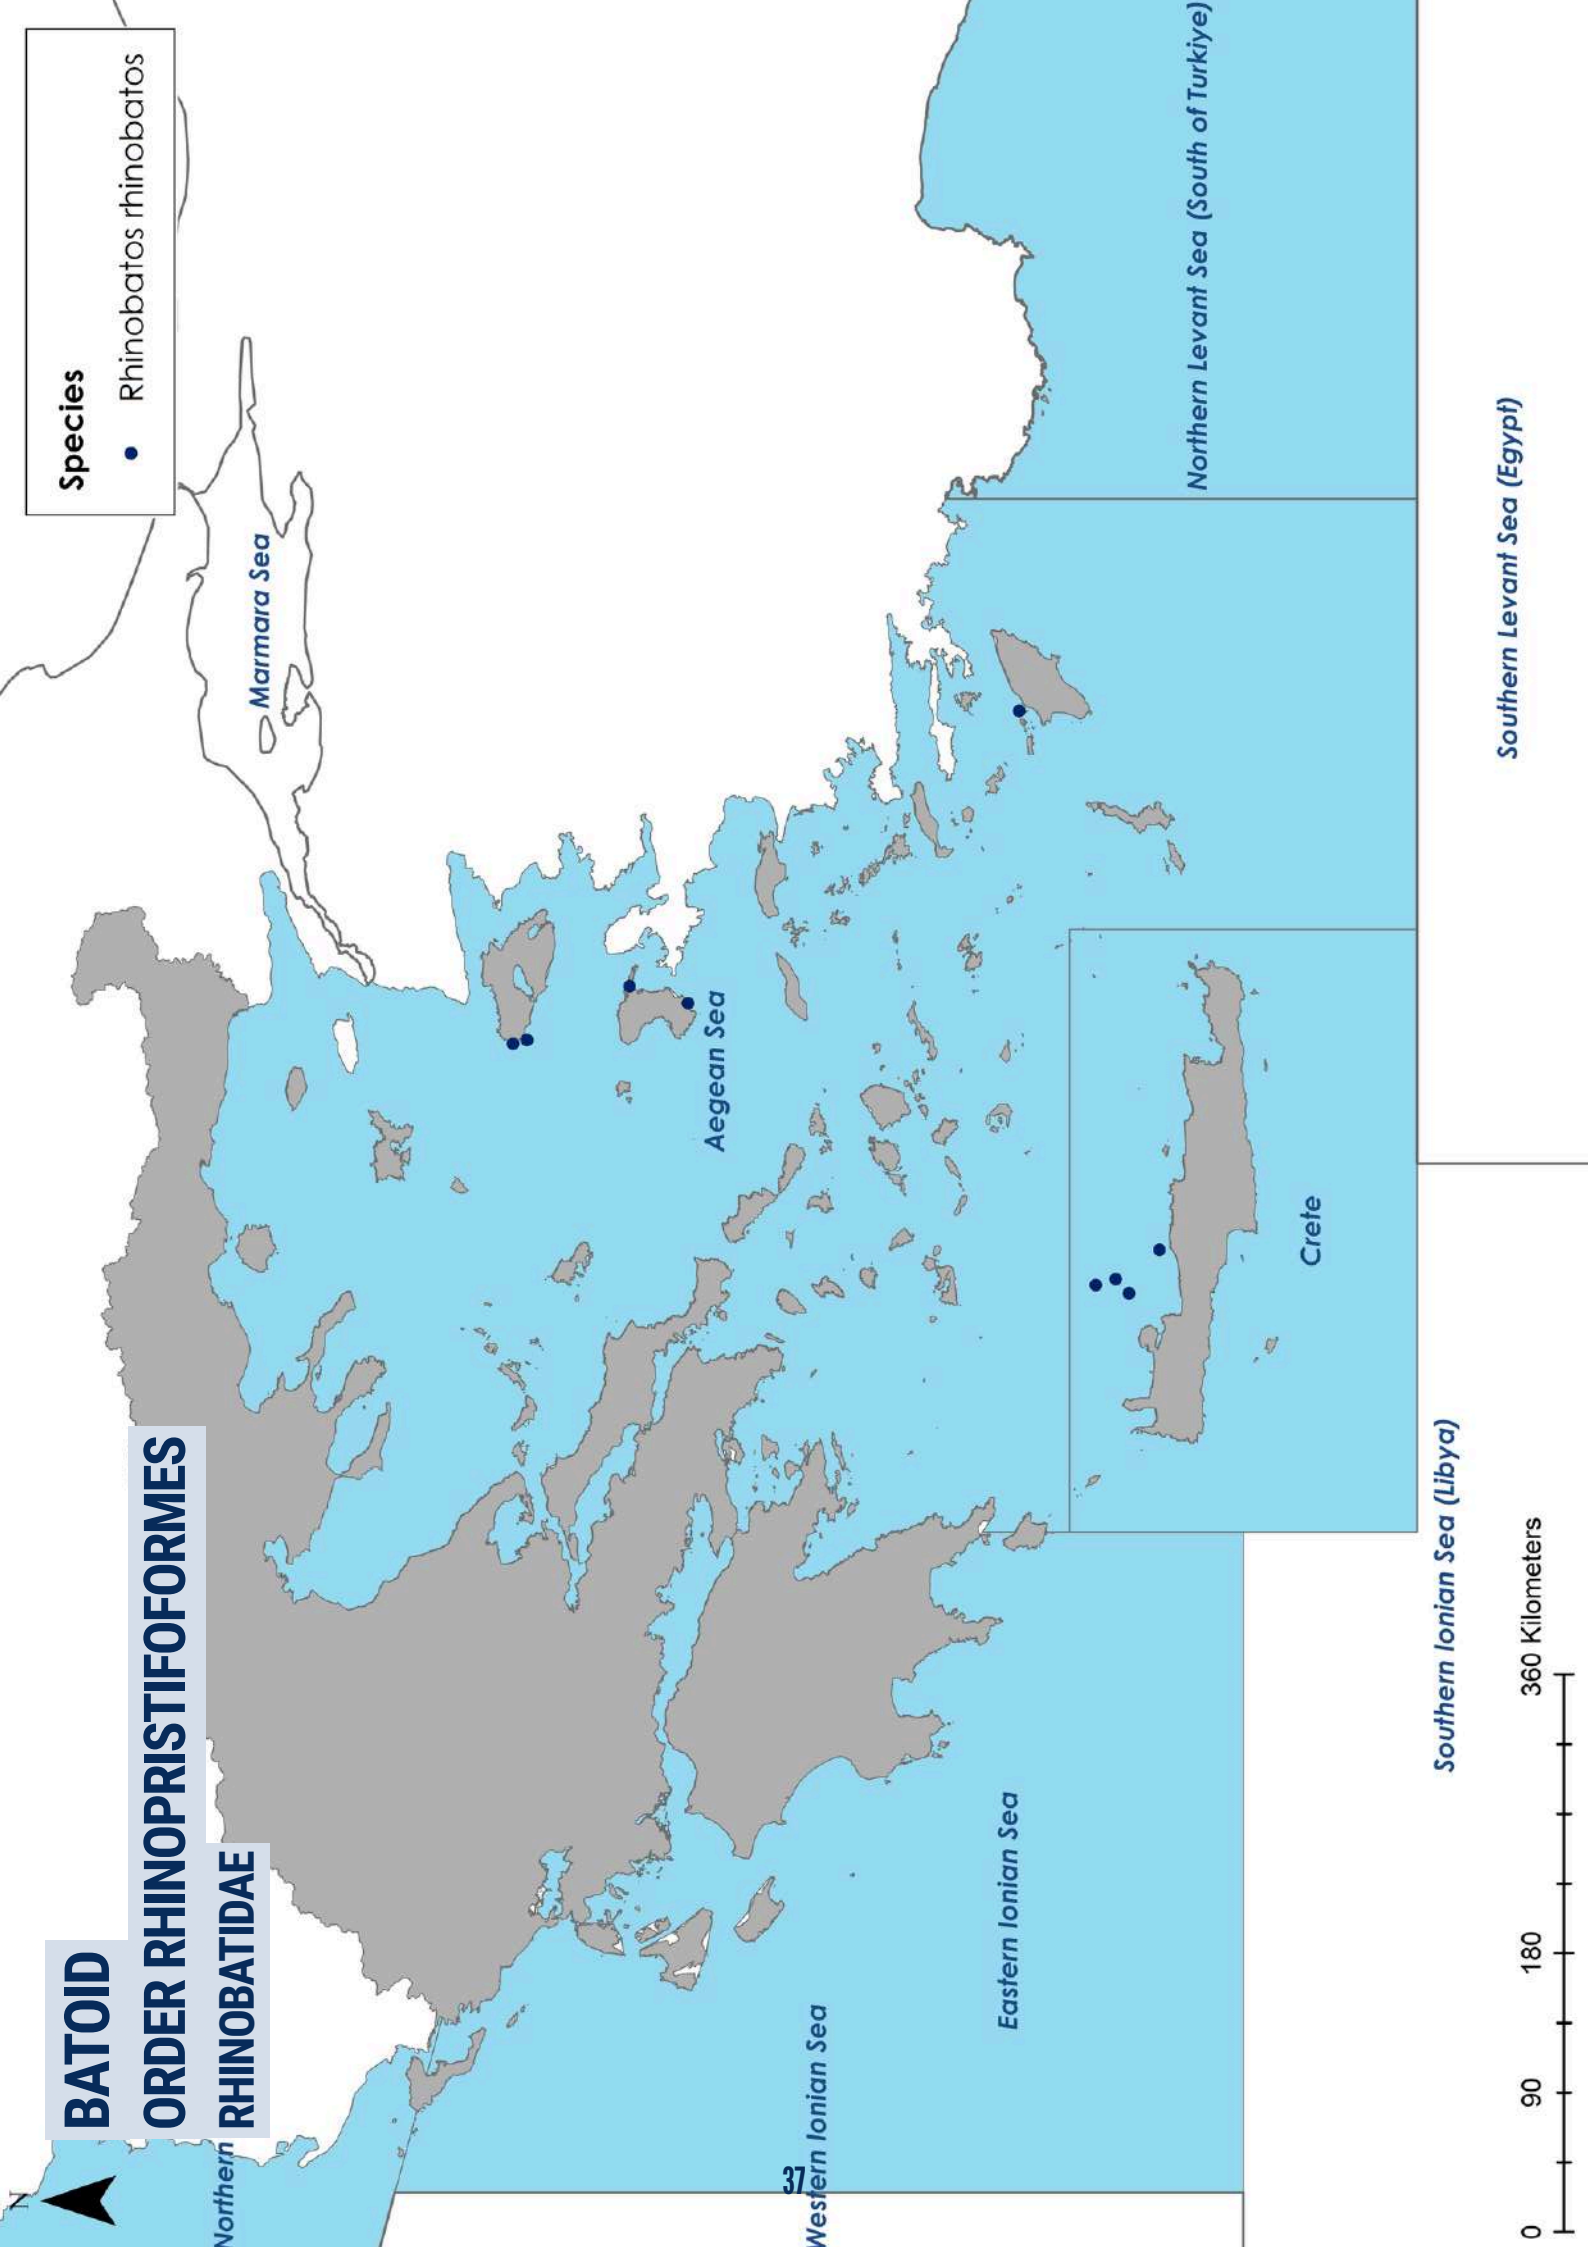 BATOID
ORDER RHINOPRISTIFOFORMES
RHINOBATIDAE
N
Species
Rhinobatos rhinobatos
Northern
Marmara Sea
Aegean Sea
Western Ionian Sea
Eastern Ionian Sea
Northern Levant Sea (South of Turkiye)
Crete
Southern Ionian Sea (Libya)
Southern Levant Sea (Egypt)
0 90 180 360 Kilometers
37